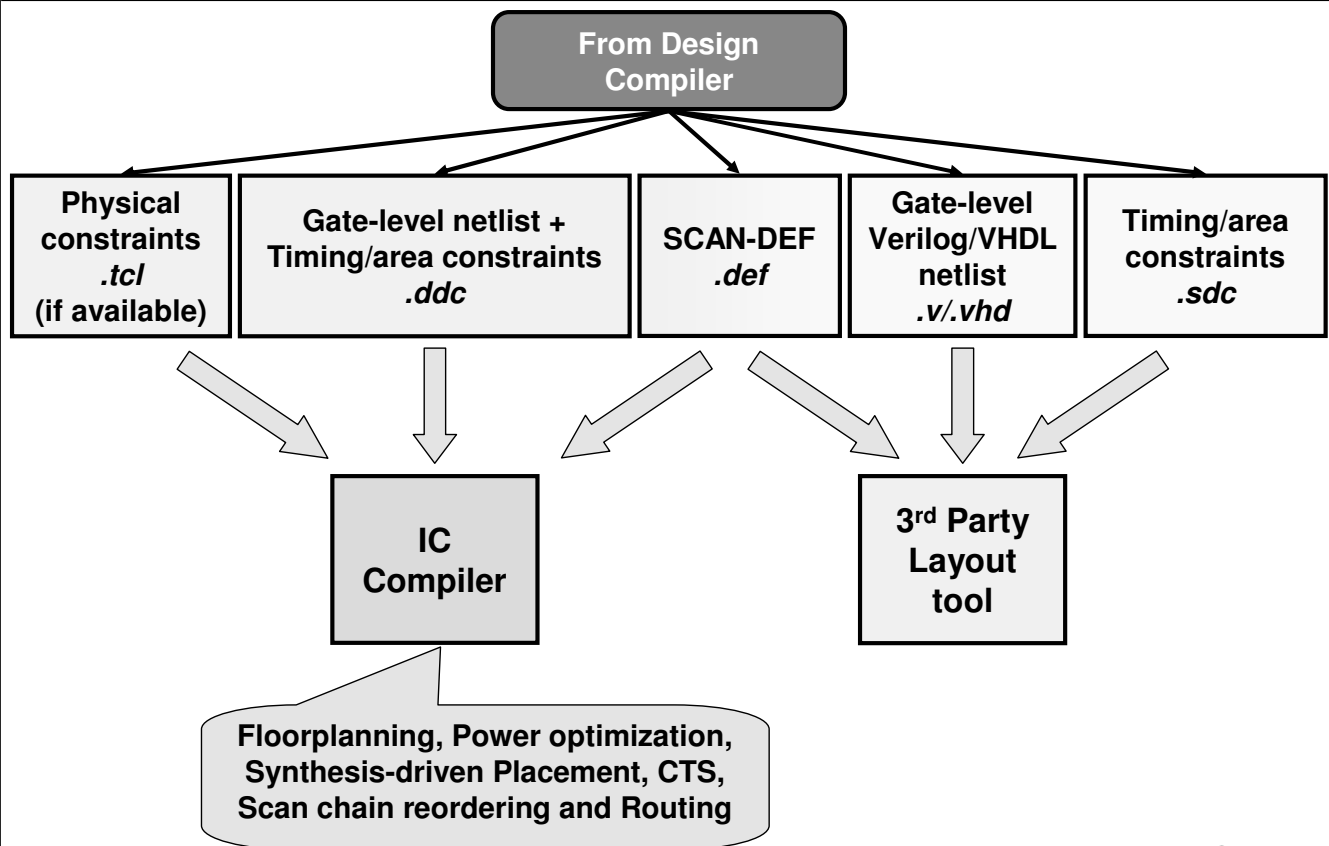 From Design
Compiler
Physical
constraints
.tcl
(if available)
Gate-level netlist +
Timing/area constraints
.ddc
SCAN-DEF
.def
Gate-level
Verilog/VHDL
netlist
.v/.vhd
Timing/area
constraints
.sdc
IC
Compiler
3rd Party
Layout
tool
Floorplanning, Power optimization,
Synthesis-driven Placement, CTS,
Scan chain reordering and Routing